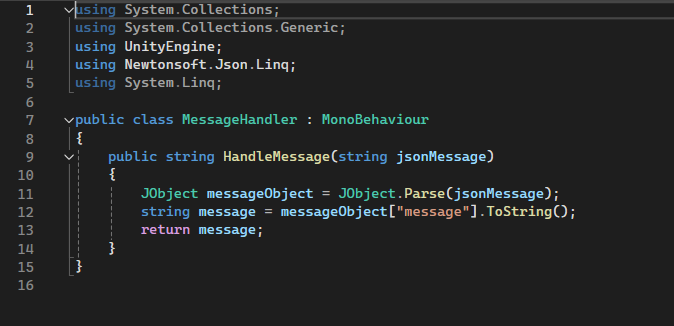 1 using System.Collections;
2 using System.Collections.Generic;
3 using UnityEngine;
4 using Newtonsoft.Json.Linq;
5 using System.Linq;
6
7 public class MessageHandler : MonoBehaviour
8 {
9     public string HandleMessage(string jsonMessage)
10     {
11         JObject messageObject = JObject.Parse(jsonMessage);
12         string message = messageObject["message"].ToString();
13         return message;
14     }
15 }
16